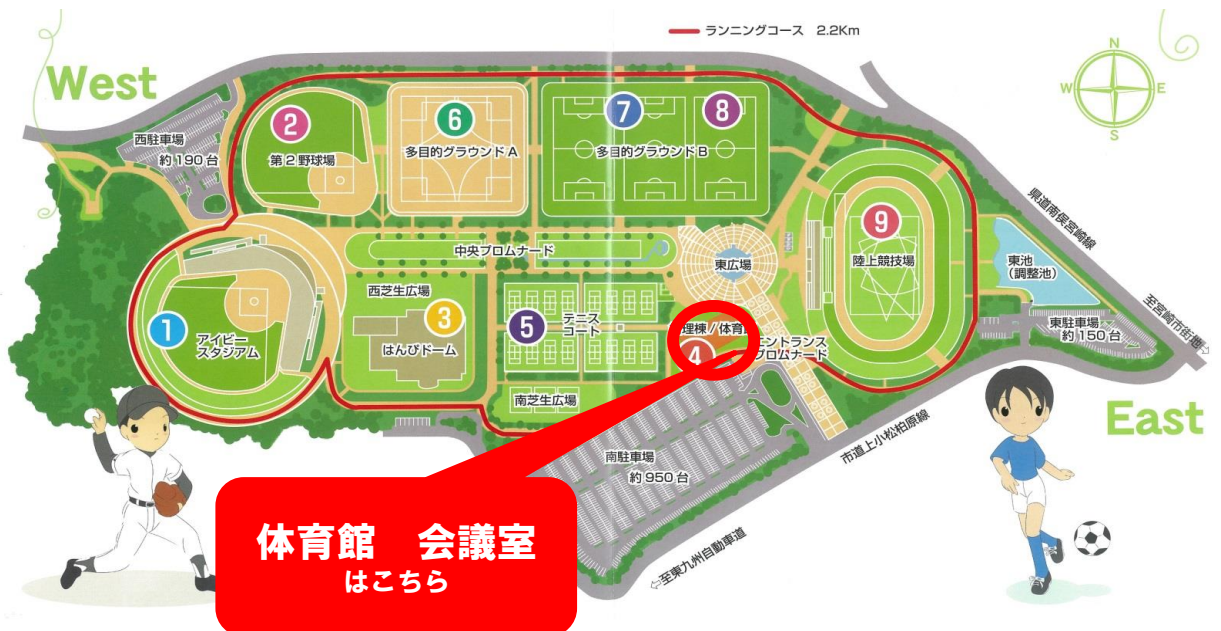 ランニングコース 2.2Km
West
N
W
E
S
西駐車場
約190台
2
第2野球場
6
多目的グラウンドA
7
8
多目的グラウンドB
県道南俣宮崎線
9
陸上競技場
中央プロムナード
東広場
東池
(調整池)
至宮崎市街地
東駐車場
約150台
西芝生広場
3
はんぴドーム
5
テニス
コート
理棟/体育
4
エントランス
プロムナード
1
アイビー
スタジアム
南芝生広場
East
市道上小松柏原線
南駐車場
約950台
至東九州自動車道
体育館 会議室
はこちら